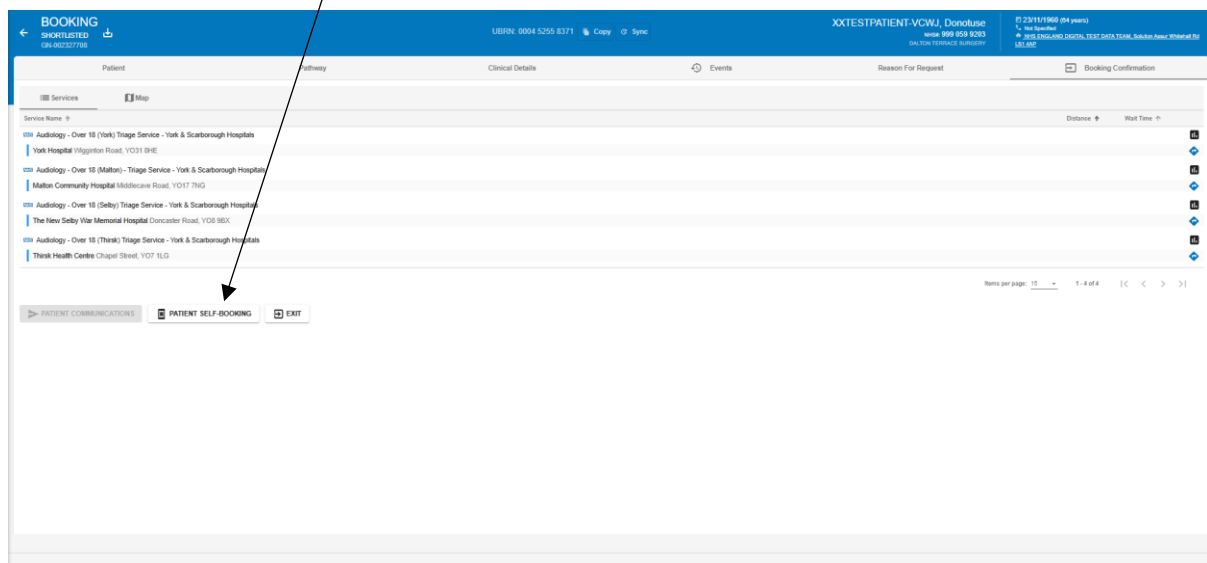 BOOKING
SHORTLISTED
GIN-002327708
UBRN: 0004 5255 8371 Copy Sync
XXTESTPATIENT-VCWJ, Donotuse
NHS#: 999 059 9283
DALTON TERRACE SURGERY
23/11/1960 (64 years)
Not Specified
NHS ENGLAND DIGITAL TEST DATA TEAM, Solution Assur Whitehall Rd
LS1 4HP
Patient Pathway Clinical Details Events Reason For Request Booking Confirmation
Services Map
Service Name Distance Wait Time
Audiology - Over 18 (York) Triage Service - York & Scarborough Hospitals
York Hospital Wigginton Road, YO31 8HE
Audiology - Over 18 (Malton) - Triage Service - York & Scarborough Hospitals
Malton Community Hospital Middlecave Road, YO17 7NG
Audiology - Over 18 (Selby) Triage Service - York & Scarborough Hospitals
The New Selby War Memorial Hospital Doncaster Road, YO8 9BX
Audiology - Over 18 (Thirsk) Triage Service - York & Scarborough Hospitals
Thirsk Health Centre Chapel Street, YO7 1LG
Items per page: 10 1 - 4 of 4
PATIENT COMMUNICATIONS PATIENT SELF-BOOKING EXIT